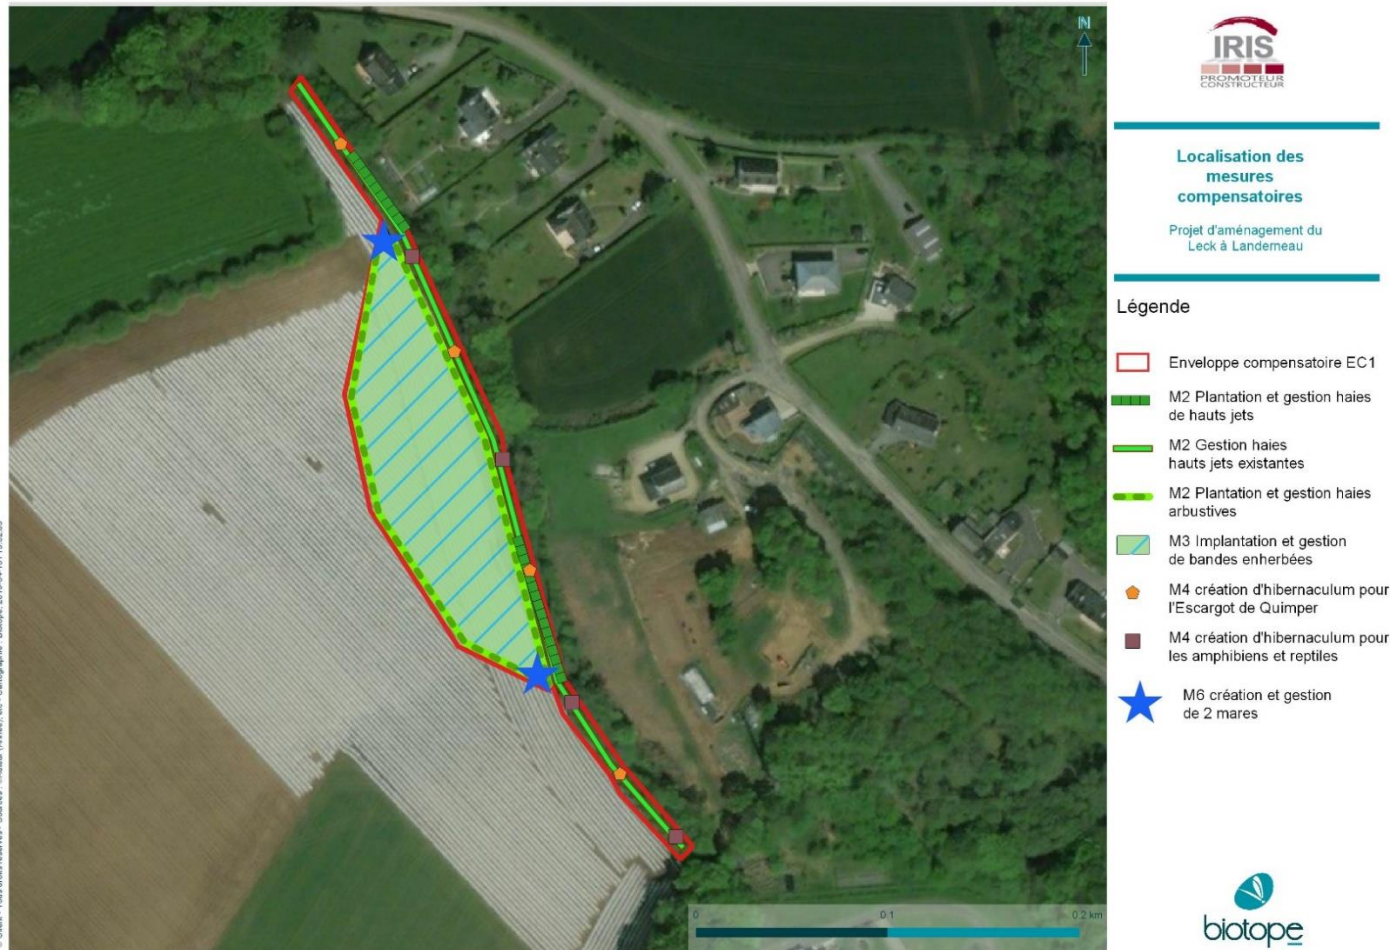 N
IRIS
PROMOTEUR
CONSTRUCTEUR
Localisation des
mesures
compensatoires
Projet d'aménagement du
Leck à Landerneau
Légende
Enveloppe compensatoire EC1
M2 Plantation et gestion haies
de hauts jets
M2 Gestion haies
hauts jets existantes
M2 Plantation et gestion haies
arbustives
M3 Implantation et gestion
de bandes enherbées
M4 création d'hibernaculum pour
l'Escargot de Quimper
M4 création d'hibernaculum pour
les amphibiens et reptiles
M6 création et gestion
de 2 mares
0 0.1 0.2 km
biotope